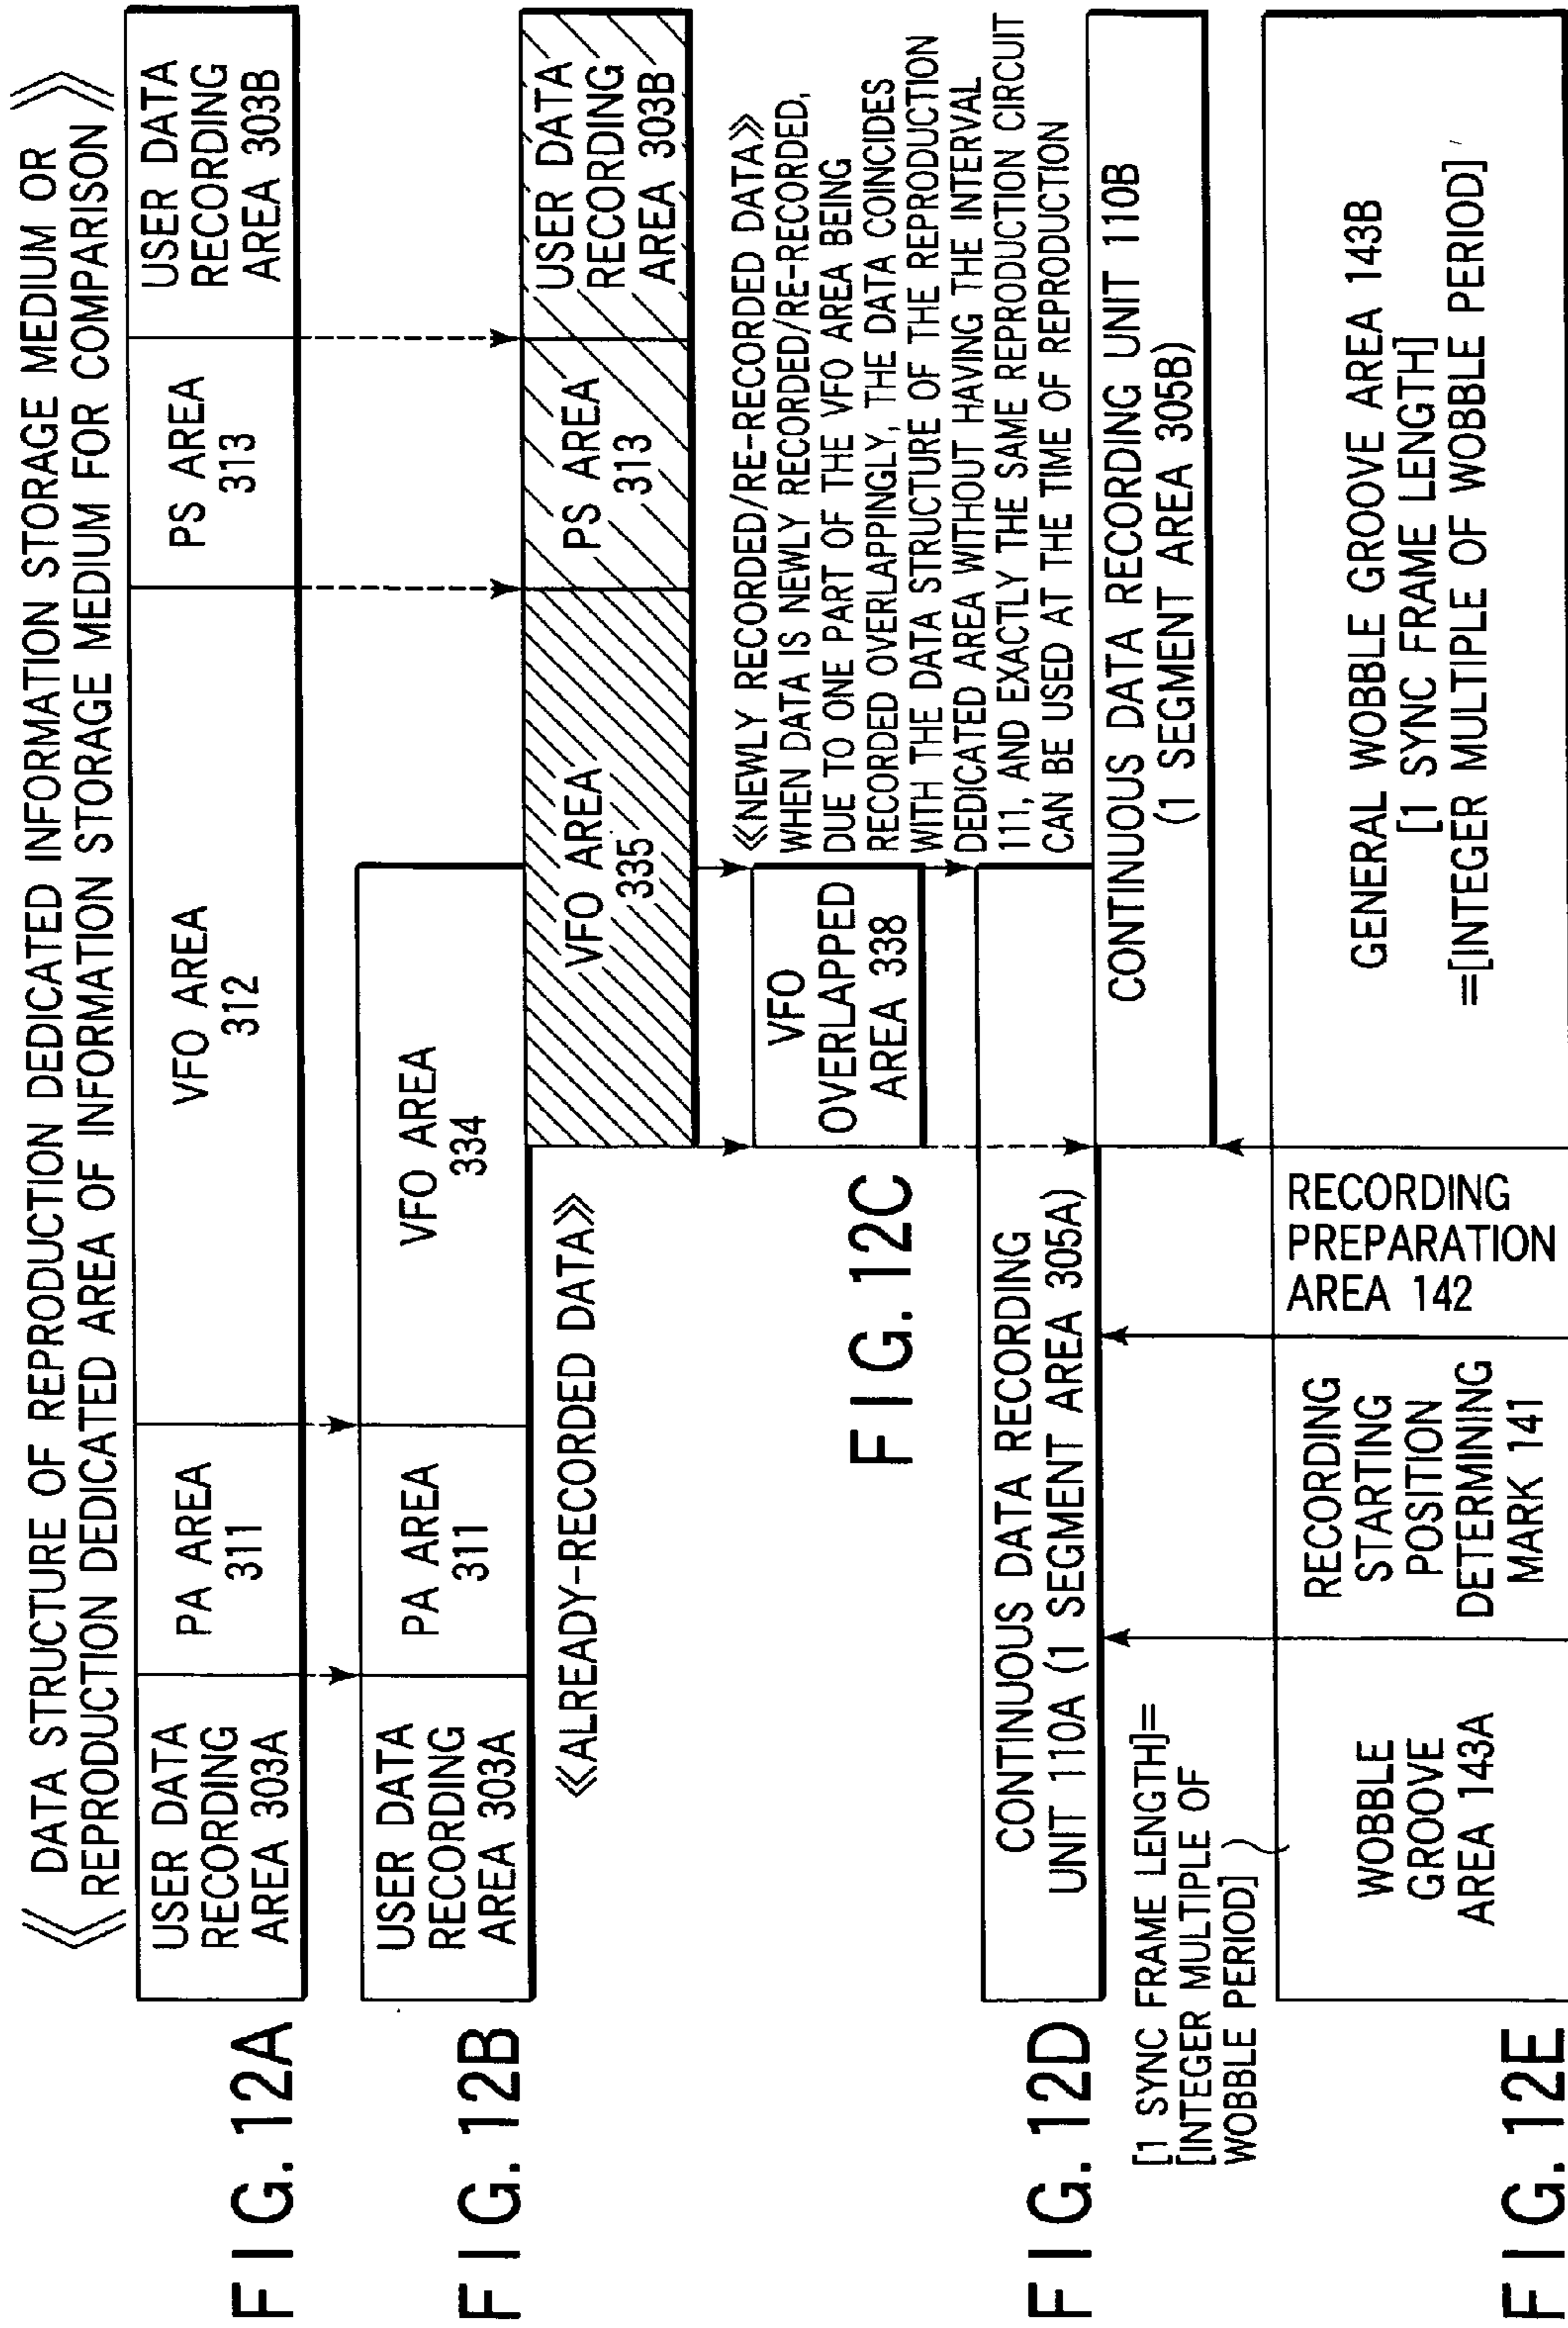 《 DATA STRUCTURE OF REPRODUCTION DEDICATED INFORMATION STORAGE MEDIUM OR
REPRODUCTION DEDICATED AREA OF INFORMATION STORAGE MEDIUM FOR COMPARISON 》
FIG. 12A
USER DATA
RECORDING
AREA 303A
PA AREA
311
VFO AREA
312
PS AREA
313
USER DATA
RECORDING
AREA 303B
FIG. 12B
USER DATA
RECORDING
AREA 303A
PA AREA
311
VFO AREA
334
《ALREADY-RECORDED DATA》
VFO AREA
335
PS AREA
313
USER DATA
RECORDING
AREA 303B
《NEWLY RECORDED/RE-RECORDED DATA》
WHEN DATA IS NEWLY RECORDED/RE-RECORDED,
DUE TO ONE PART OF THE VFO AREA BEING
RECORDED OVERLAPPINGLY, THE DATA COINCIDES
WITH THE DATA STRUCTURE OF THE REPRODUCTION
DEDICATED AREA WITHOUT HAVING THE INTERVAL
111, AND EXACTLY THE SAME REPRODUCTION CIRCUIT
CAN BE USED AT THE TIME OF REPRODUCTION
FIG. 12C
VFO
OVERLAPPED
AREA 338
FIG. 12D
CONTINUOUS DATA RECORDING
UNIT 110A (1 SEGMENT AREA 305A)
CONTINUOUS DATA RECORDING UNIT 110B
(1 SEGMENT AREA 305B)
[1 SYNC FRAME LENGTH]=
[INTEGER MULTIPLE OF
WOBBLE PERIOD]
FIG. 12E
WOBBLE
GROOVE
AREA 143A
RECORDING
STARTING
POSITION
DETERMINING
MARK 141
RECORDING
PREPARATION
AREA 142
GENERAL WOBBLE GROOVE AREA 143B
[1 SYNC FRAME LENGTH]
=[INTEGER MULTIPLE OF WOBBLE PERIOD]